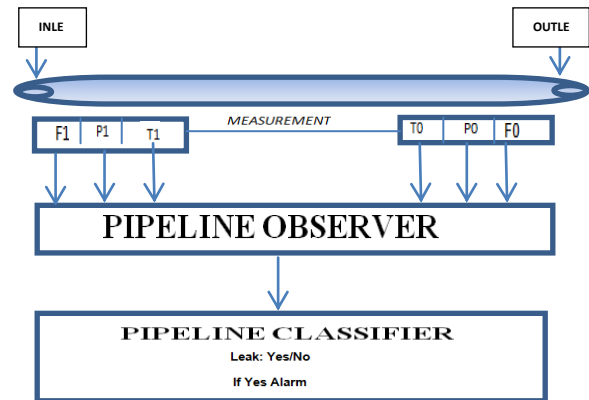 INLE
OUTLE
MEASUREMENT
F1 P1 T1
T0 P0 F0
PIPELINE OBSERVER
PIPELINE CLASSIFIER
Leak: Yes/No
If Yes Alarm